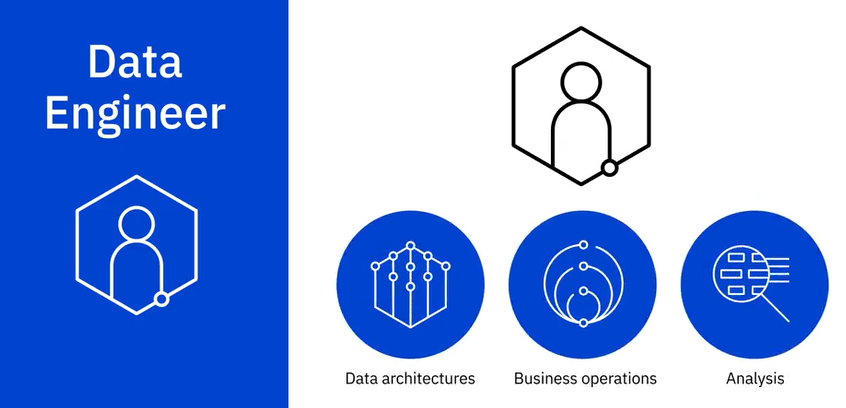 Data
Engineer
Data architectures
Business operations
Analysis